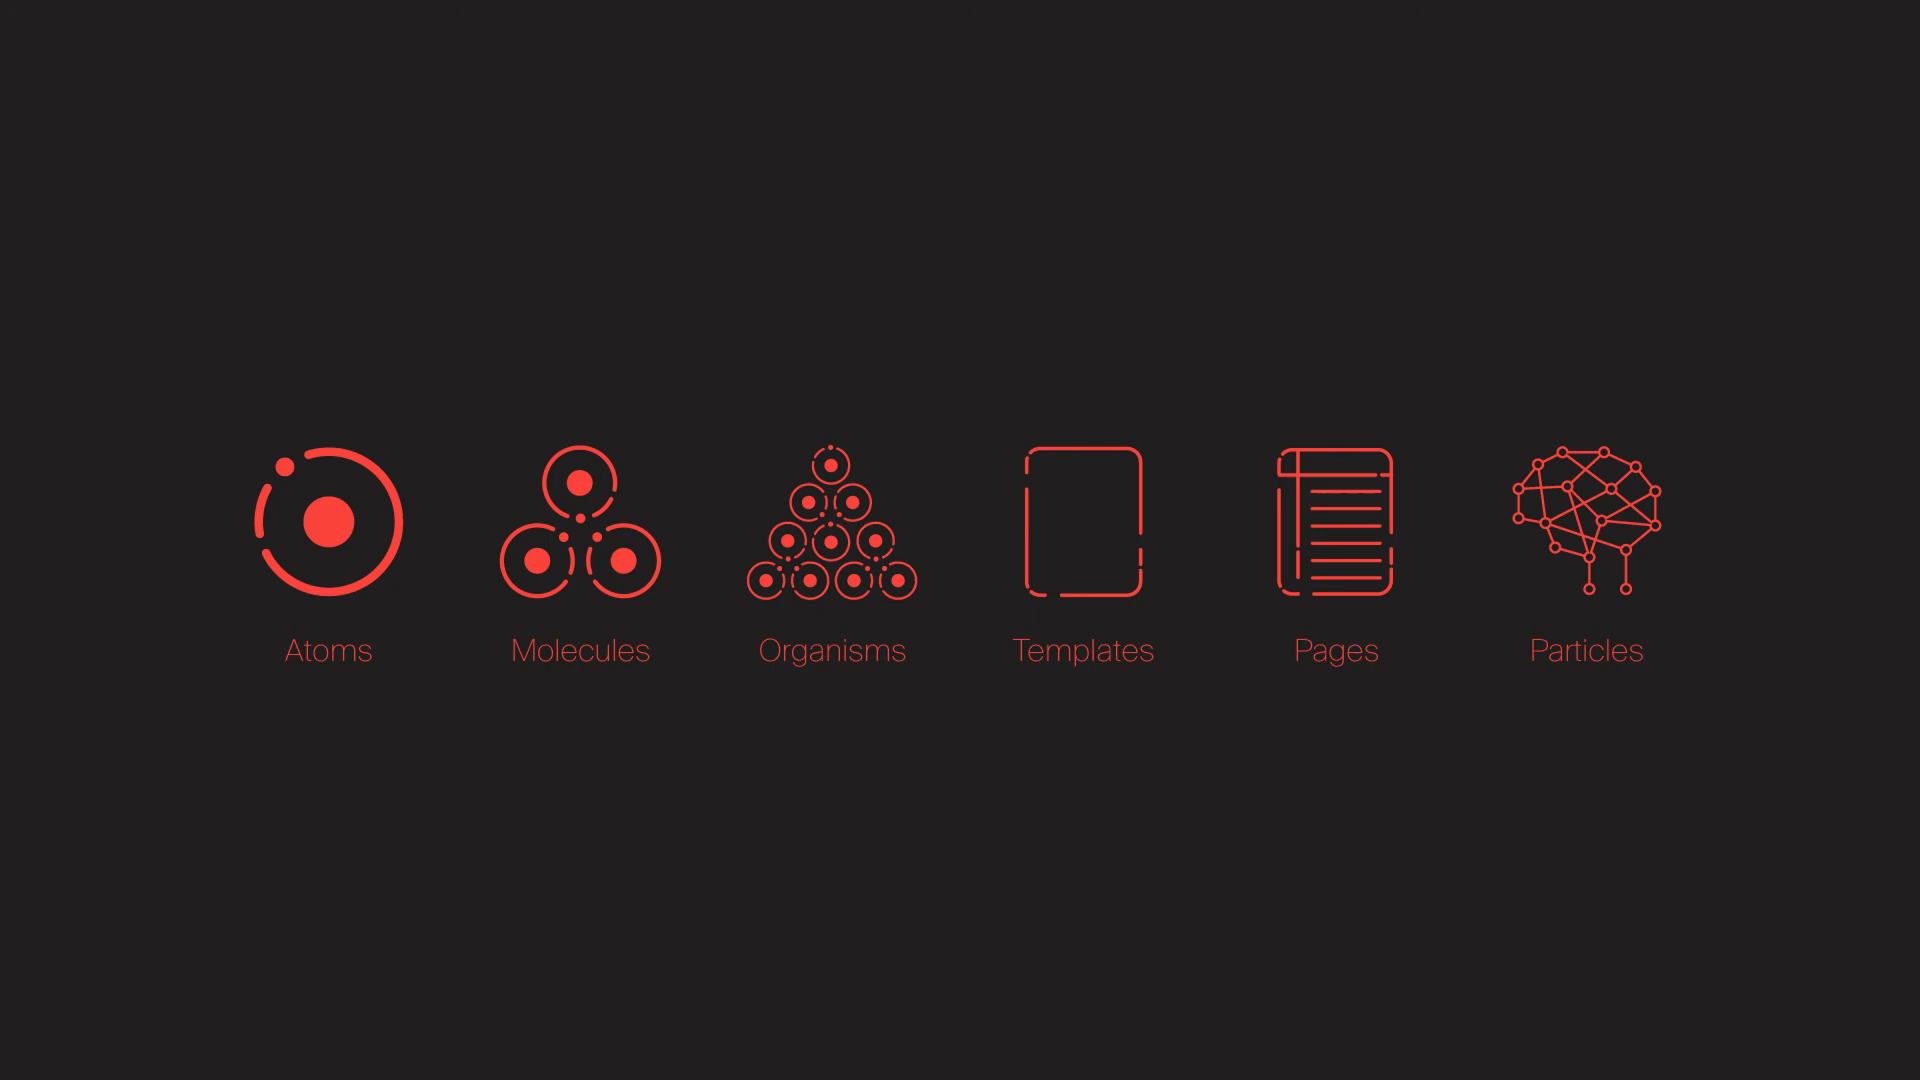 Atoms
Molecules
Organisms
Templates
Pages
Particles